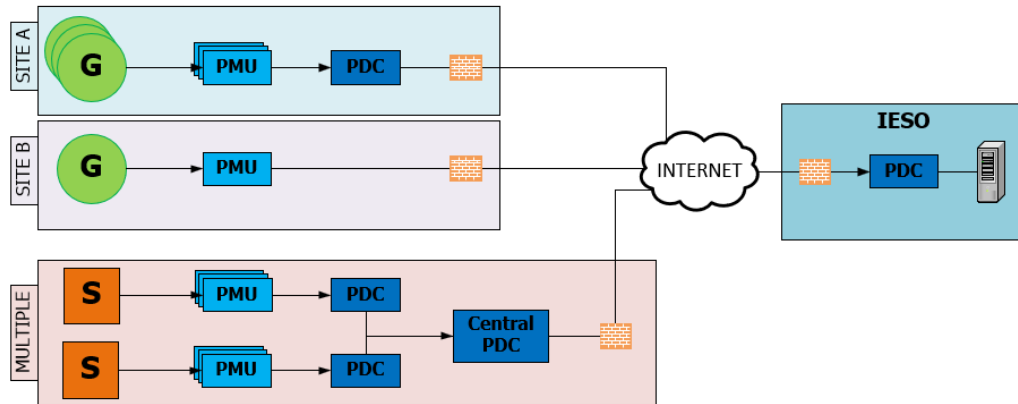 SITE A
G
PMU
PDC
SITE B
G
PMU
INTERNET
IESO
PDC
MULTIPLE
S
PMU
PDC
S
PMU
PDC
Central
PDC